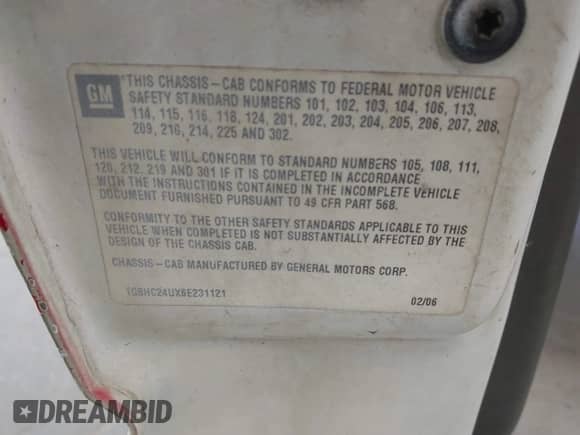 GM
*THIS CHASSIS-CAB CONFORMS TO FEDERAL MOTOR VEHICLE
SAFETY STANDARD NUMBERS 101, 102, 103, 104, 106, 113,
114, 115, 116, 118, 124, 201, 202, 203, 204, 205, 206, 207, 208,
209, 216, 214, 225 AND 302.
THIS VEHICLE WILL CONFORM TO STANDARD NUMBERS 105, 108, 111,
120, 212, 219 AND 301 IF IT IS COMPLETED IN ACCORDANCE
WITH THE INSTRUCTIONS CONTAINED IN THE INCOMPLETE VEHICLE
DOCUMENT FURNISHED PURSUANT TO 49 CFR PART 568.
CONFORMITY TO THE OTHER SAFETY STANDARDS APPLICABLE TO THIS
VEHICLE WHEN COMPLETED IS NOT SUBSTANTIALLY AFFECTED BY THE
DESIGN OF THE CHASSIS CAB.
CHASSIS-CAB MANUFACTURED BY GENERAL MOTORS CORP.
1GBHC24UX6E231121 02/06
DREAMBID